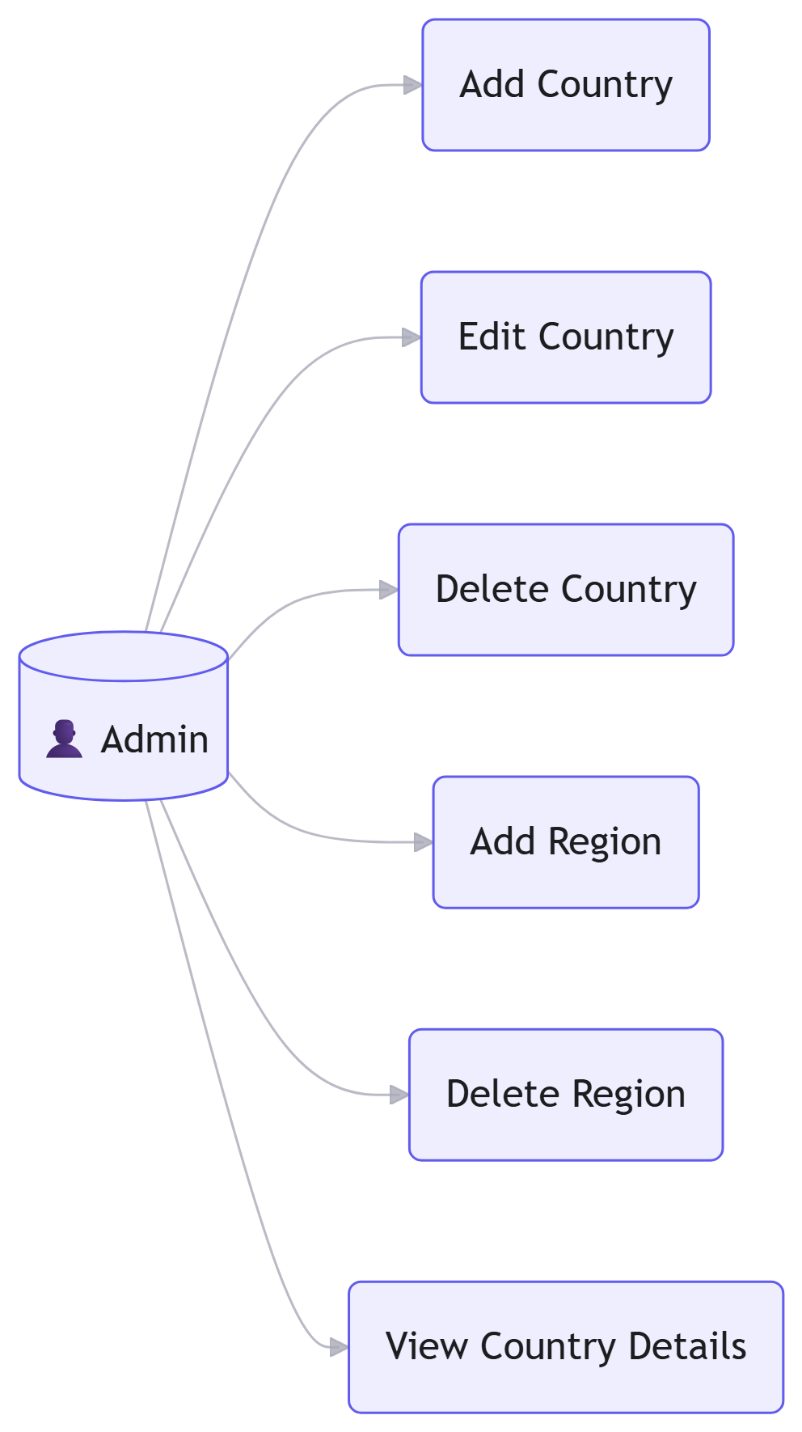 Add Country
Edit Country
Delete Country
👤 Admin
Add Region
Delete Region
View Country Details